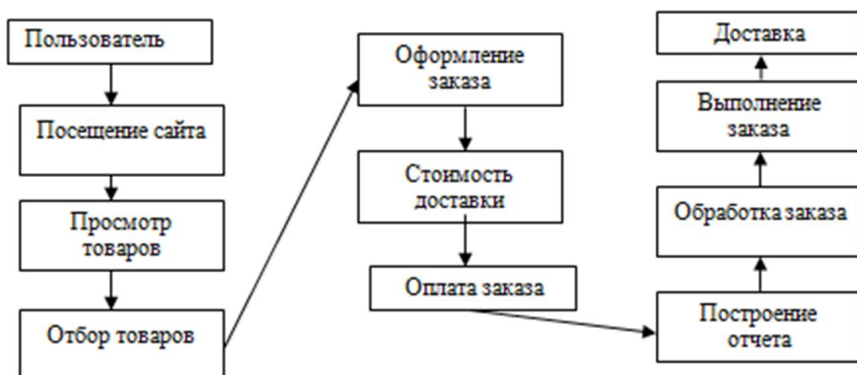 Пользователь
Посещение сайта
Просмотр
товаров
Отбор товаров
Оформление
заказа
Стоимость
доставки
Оплата заказа
Построение
отчета
Обработка заказа
Выполнение
заказа
Доставка